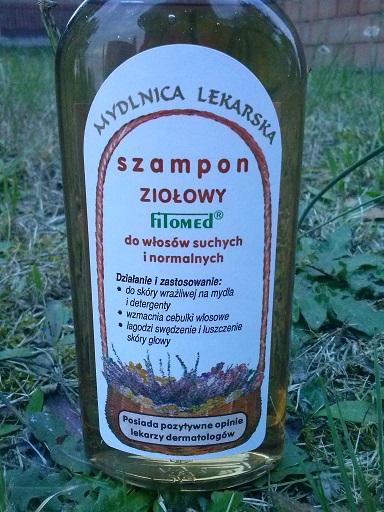 MYDLNICA LEKARSKA
szampon
ZIOŁOWY
fitomed®
do włosów suchych
i normalnych
Działanie i zastosowanie:
• do skóry wrażliwej na mydła
i detergenty
• wzmacnia cebulki włosowe
• łagodzi swędzenie i łuszczenie
skóry głowy
Posiada pozytywne opinie
lekarzy dermatologów